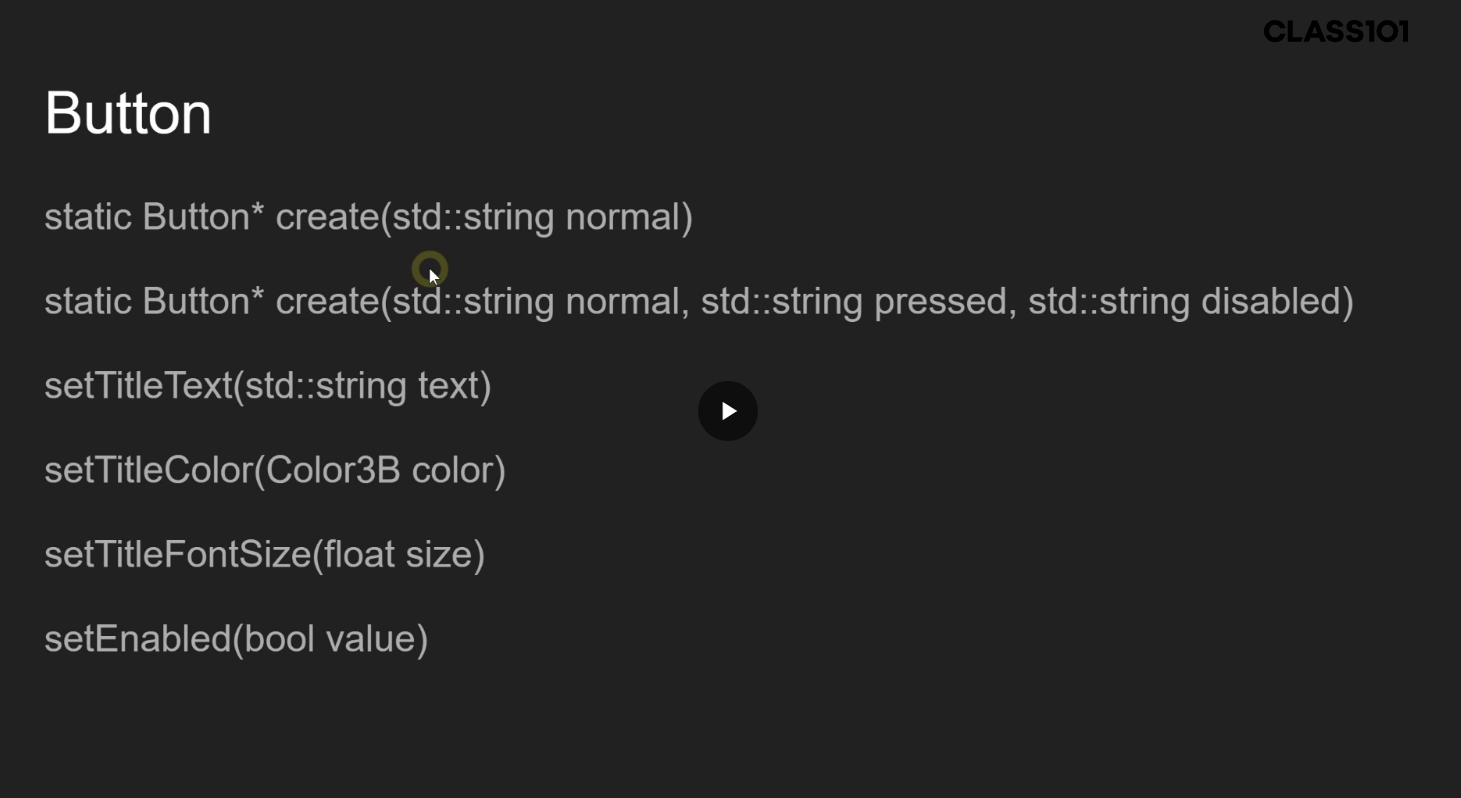 CLASS101
Button
static Button* create(std::string normal)
static Button* create(std::string normal, std::string pressed, std::string disabled)
setTitleText(std::string text)
setTitleColor(Color3B color)
setTitleFontSize(float size)
setEnabled(bool value)